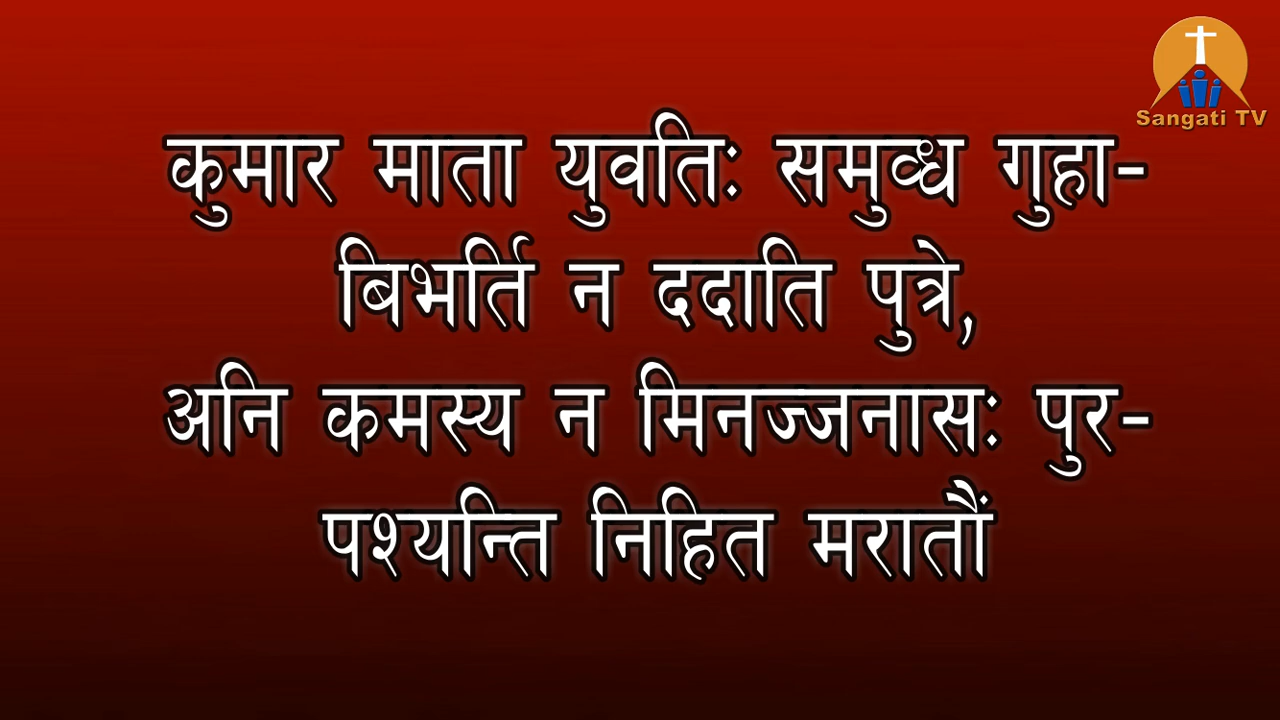 Sangati TV
कुमार माता युवतिः समुव्ध गुहा-
बिभर्ति न ददाति पुत्रे,
अनि कमस्य न मिनज्जनासः पुर-
पश्यन्ति निहित मरातौं